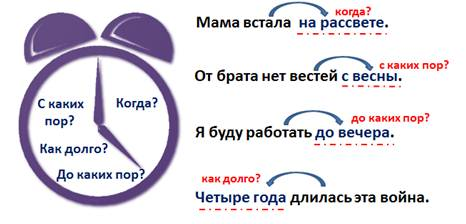 С каких
пор?
Когда?
Как долго?
До каких пор?
когда?
Мама встала на рассвете.
с каких пор?
От брата нет вестей с весны.
до каких пор?
Я буду работать до вечера.
как долго?
Четыре года длилась эта война.